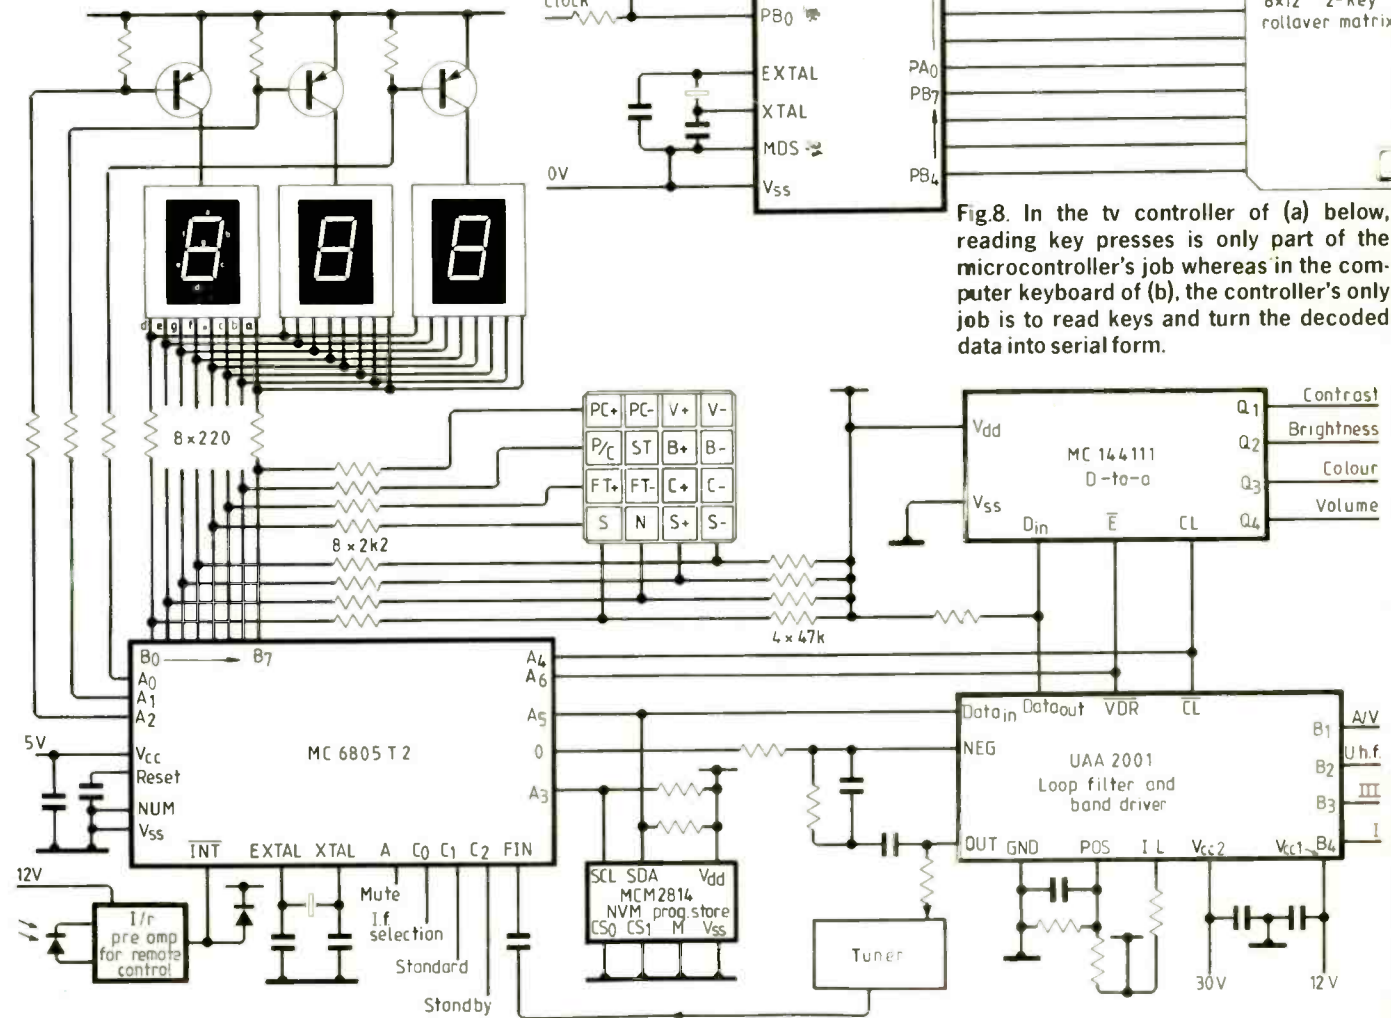 Clock
PB0
EXTAL
XTAL
MDS
VSS
0V
PA0
PB7
PB4
8x12 2-key
rollover matrix
Fig.8. In the tv controller of (a) below,
reading key presses is only part of the
microcontroller's job whereas in the com-
puter keyboard of (b), the controller's only
job is to read keys and turn the decoded
data into serial form.
a
f g b
e c
d
d e g f . c b a
8x220
PC+ PC- V+ V-
P/C ST B+ B-
FT+ FT- C+ C-
S N S+ S-
8 x 2k2
4 x 47k
Vdd
VSS
MC 144111
D-to-a
Din E CL
Q1
Q2
Q3
Q4
Contrast
Brightness
Colour
Volume
B0 B7
A0
A1
A2
5V
VCC
Reset
NUM
VSS
MC 6805 T2
A4
A6
A5
0
A3
INT EXTAL XTAL A C0 C1 C2 FIN
12V
I/r
pre amp
for remote
control
Mute
I.f
selection
Standard
Standby
SCL SDA Vdd
MCM2814
NVM prog.store
CS0 CS1 M VSS
Tuner
Datain Dataout VDR CL
NEG
UAA 2001
Loop filter and
band driver
OUT GND POS I L Vcc2 Vcc1
B1
B2
B3
B4
A/V
U.h.f.
III
I
30V
12V